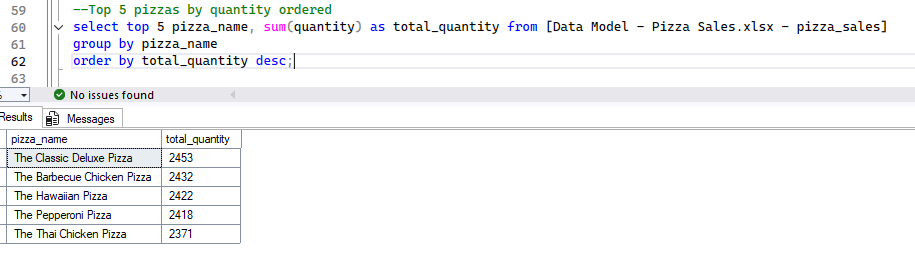 59 --Top 5 pizzas by quantity ordered
60 select top 5 pizza_name, sum(quantity) as total_quantity from [Data Model - Pizza Sales.xlsx - pizza_sales]
61 group by pizza_name
62 order by total_quantity desc;
63
No issues found
Results Messages
pizza_name total_quantity
The Classic Deluxe Pizza 2453
The Barbecue Chicken Pizza 2432
The Hawaiian Pizza 2422
The Pepperoni Pizza 2418
The Thai Chicken Pizza 2371